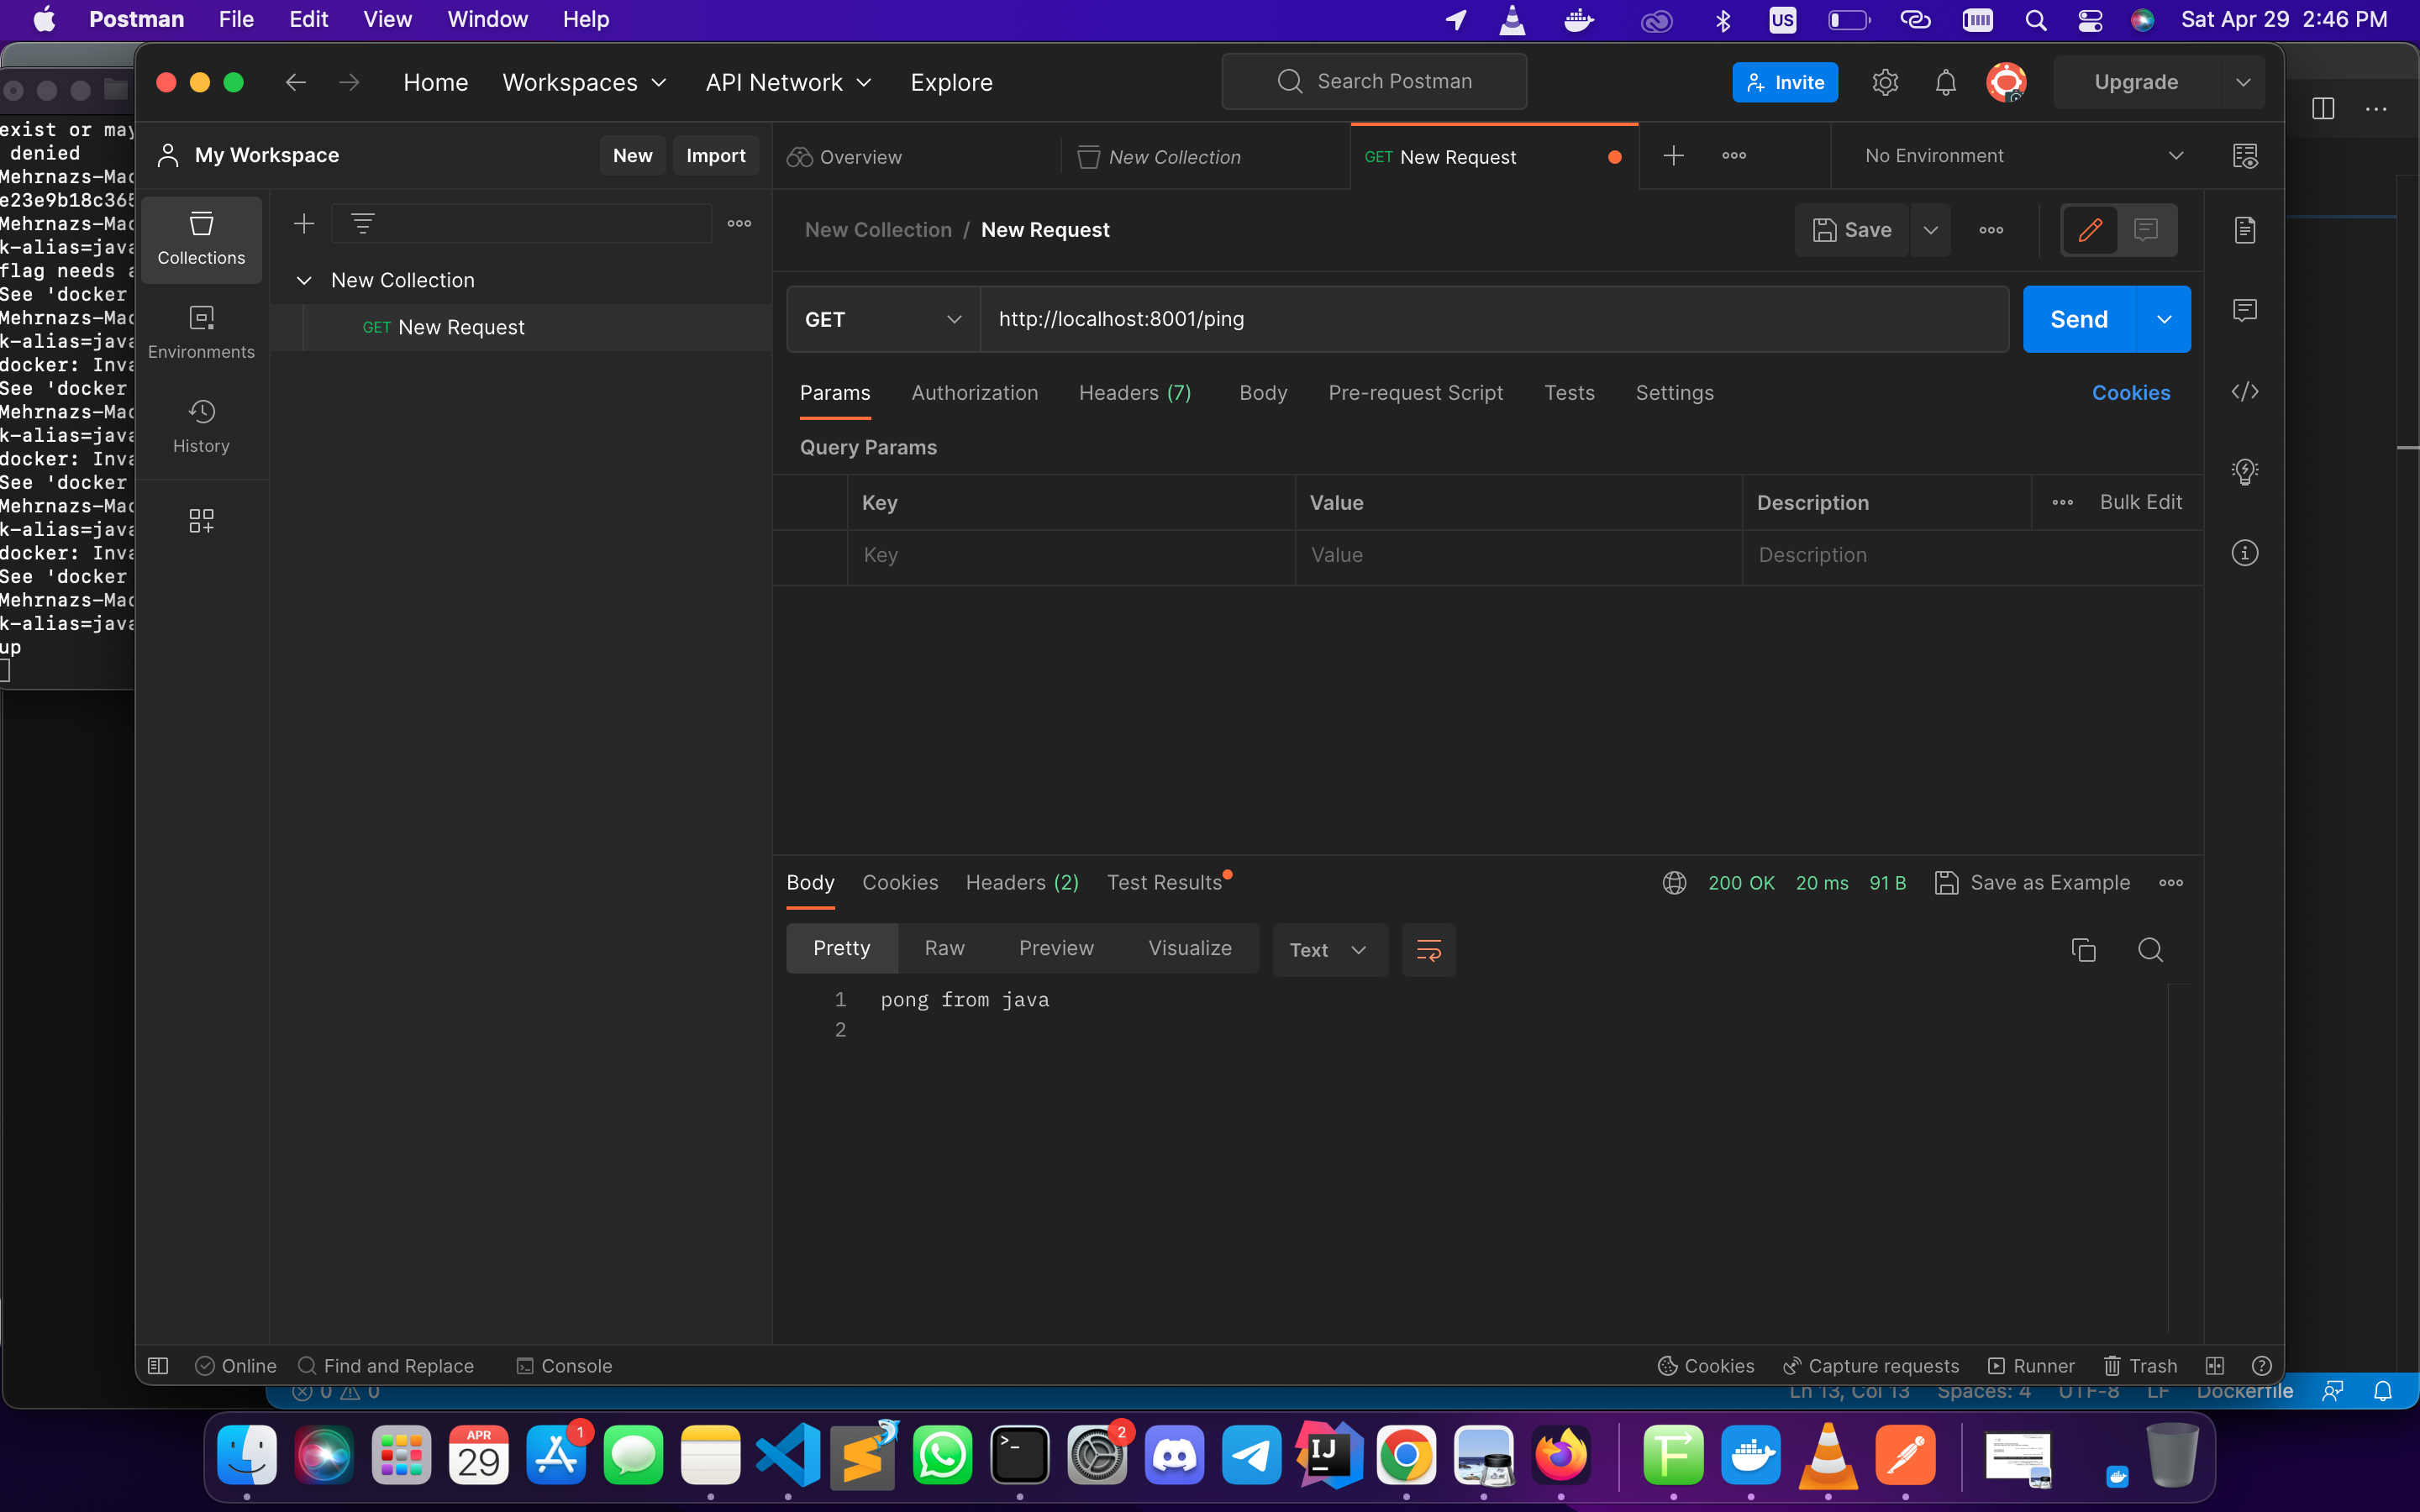 Postman File Edit View Window Help US Sat Apr 29 2:46 PM
Home Workspaces API Network Explore Search Postman Invite Upgrade
exist or may
denied
Mehrnazs-Mac
e23e9b18c365
Mehrnazs-Mac
k-alias=java
flag needs a
See 'docker
Mehrnazs-Mac
k-alias=java
docker: Inva
See 'docker
Mehrnazs-Mac
k-alias=java
docker: Inva
See 'docker
Mehrnazs-Mac
k-alias=java
docker: Inva
See 'docker
Mehrnazs-Mac
k-alias=java
up
My Workspace New Import
Overview New Collection GET New Request No Environment
Collections
Environments
History
New Collection
GET New Request
New Collection / New Request Save
GET http://localhost:8001/ping Send
Params Authorization Headers (7) Body Pre-request Script Tests Settings Cookies
Query Params
Key Value Description Bulk Edit
Key Value Description
Body Cookies Headers (2) Test Results 200 OK 20 ms 91 B Save as Example
Pretty Raw Preview Visualize Text
1 pong from java
2
Online Find and Replace Console Cookies Capture requests Runner Trash
0 0 Ln 13, Col 13 Spaces: 4 UTF-8 LF Dockerfile
APR
29
1
2
IJ